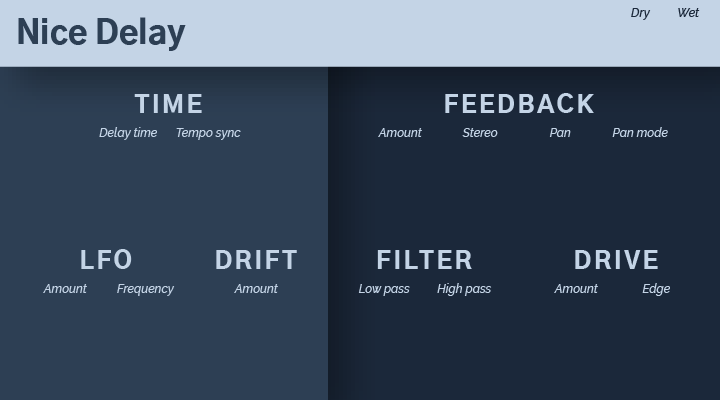 Nice Delay
Dry Wet
TIME
Delay time Tempo sync
FEEDBACK
Amount Stereo Pan Pan mode
LFO
Amount Frequency
DRIFT
Amount
FILTER
Low pass High pass
DRIVE
Amount Edge